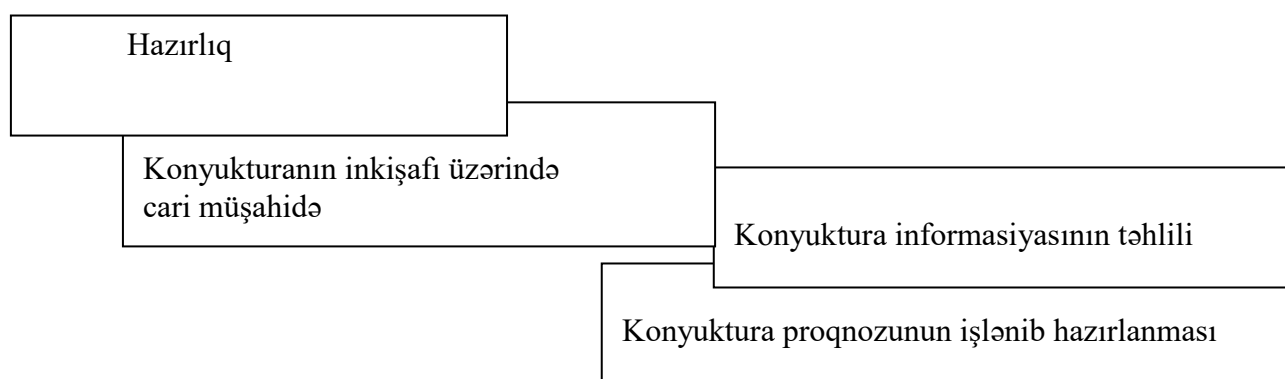 Hazırlıq
Konyukturanın inkişafı üzərində
cari müşahidə
Konyuktura informasiyasının təhlili
Konyuktura proqnozunun işlənib hazırlanması